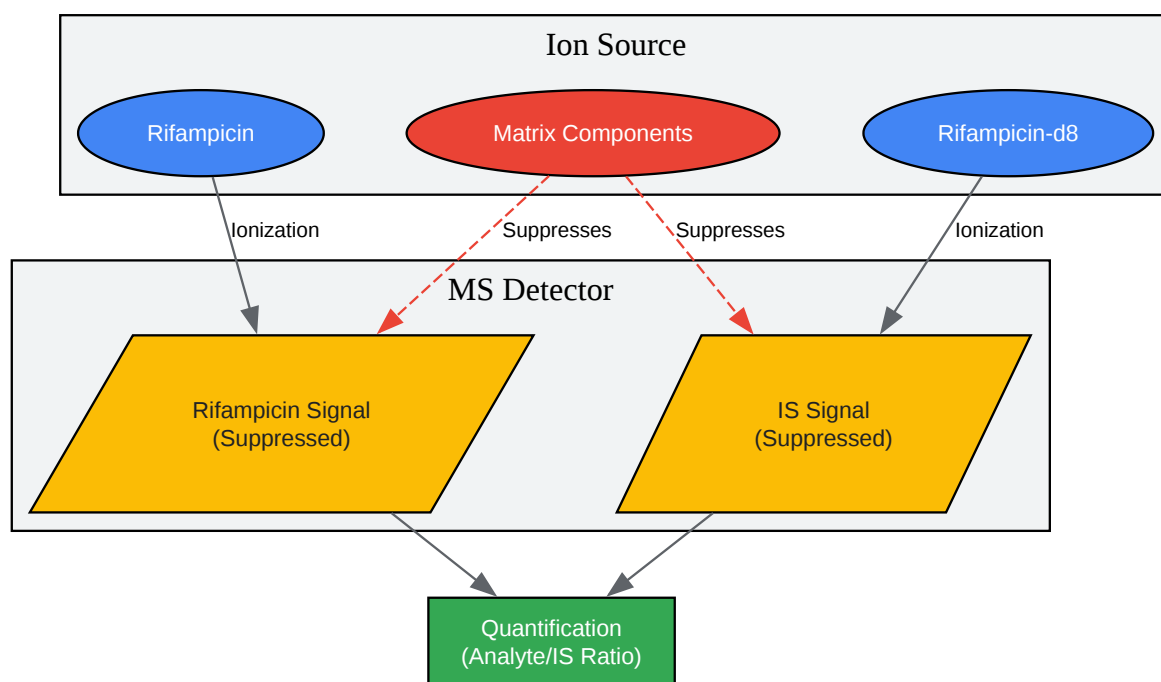 Ion Source
Rifampicin
Matrix Components
Rifampicin-d8
Ionization
Suppresses
Suppresses
Ionization
MS Detector
Rifampicin Signal
(Suppressed)
IS Signal
(Suppressed)
Quantification
(Analyte/IS Ratio)